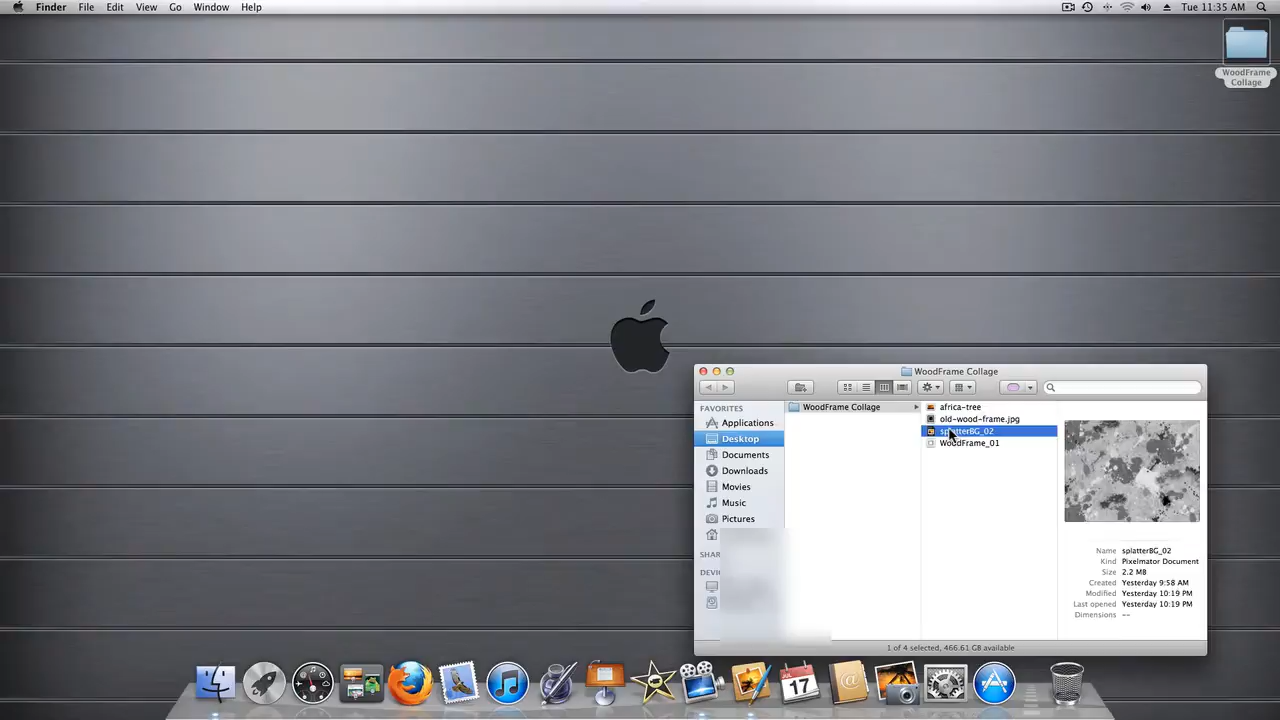 Finder File Edit View Go Window Help Tue 11:35 AM
WoodFrame
Collage
WoodFrame Collage
FAVORITES
Applications
Desktop
Documents
Downloads
Movies
Music
Pictures
SHAR
DEVI
WoodFrame Collage
africa-tree
old-wood-frame.jpg
splatterBG_02
WoodFrame_01
Name splatterBG_02
Kind Pixelmator Document
Size 2.2 MB
Created Yesterday 9:58 AM
Modified Yesterday 10:19 PM
Last opened Yesterday 10:19 PM
Dimensions --
1 of 4 selected, 466.61 GB available
JUL
17